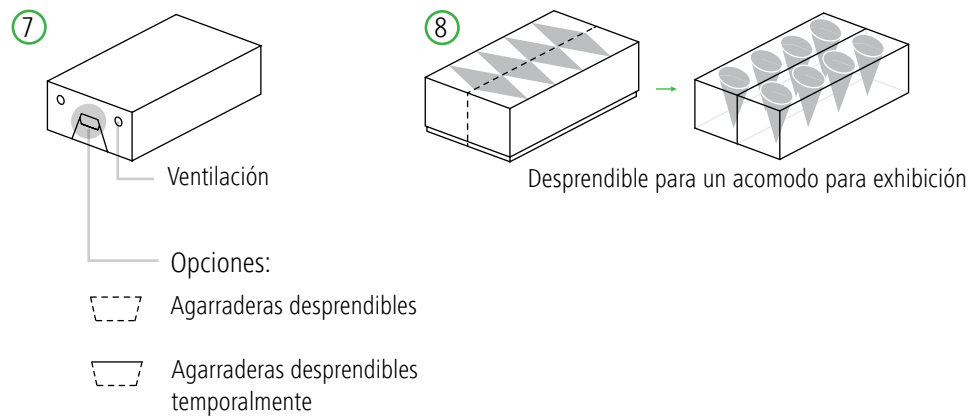 7
Ventilación
Opciones:
Agarraderas desprendibles
Agarraderas desprendibles
temporalmente
8
Desprendible para un acomodo para exhibición